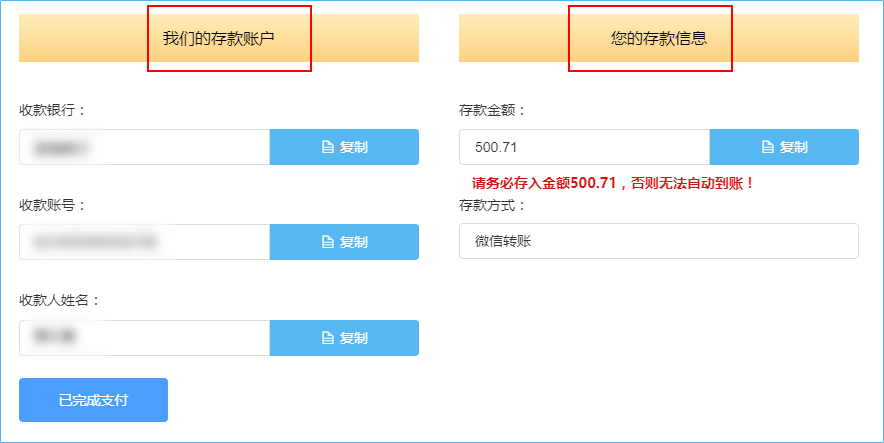 我们的存款账户
您的存款信息
收款银行：
复制
收款账号：
复制
收款人姓名：
复制
已完成支付
存款金额：
500.71
复制
请务必存入金额500.71，否则无法自动到账！
存款方式：
微信转账